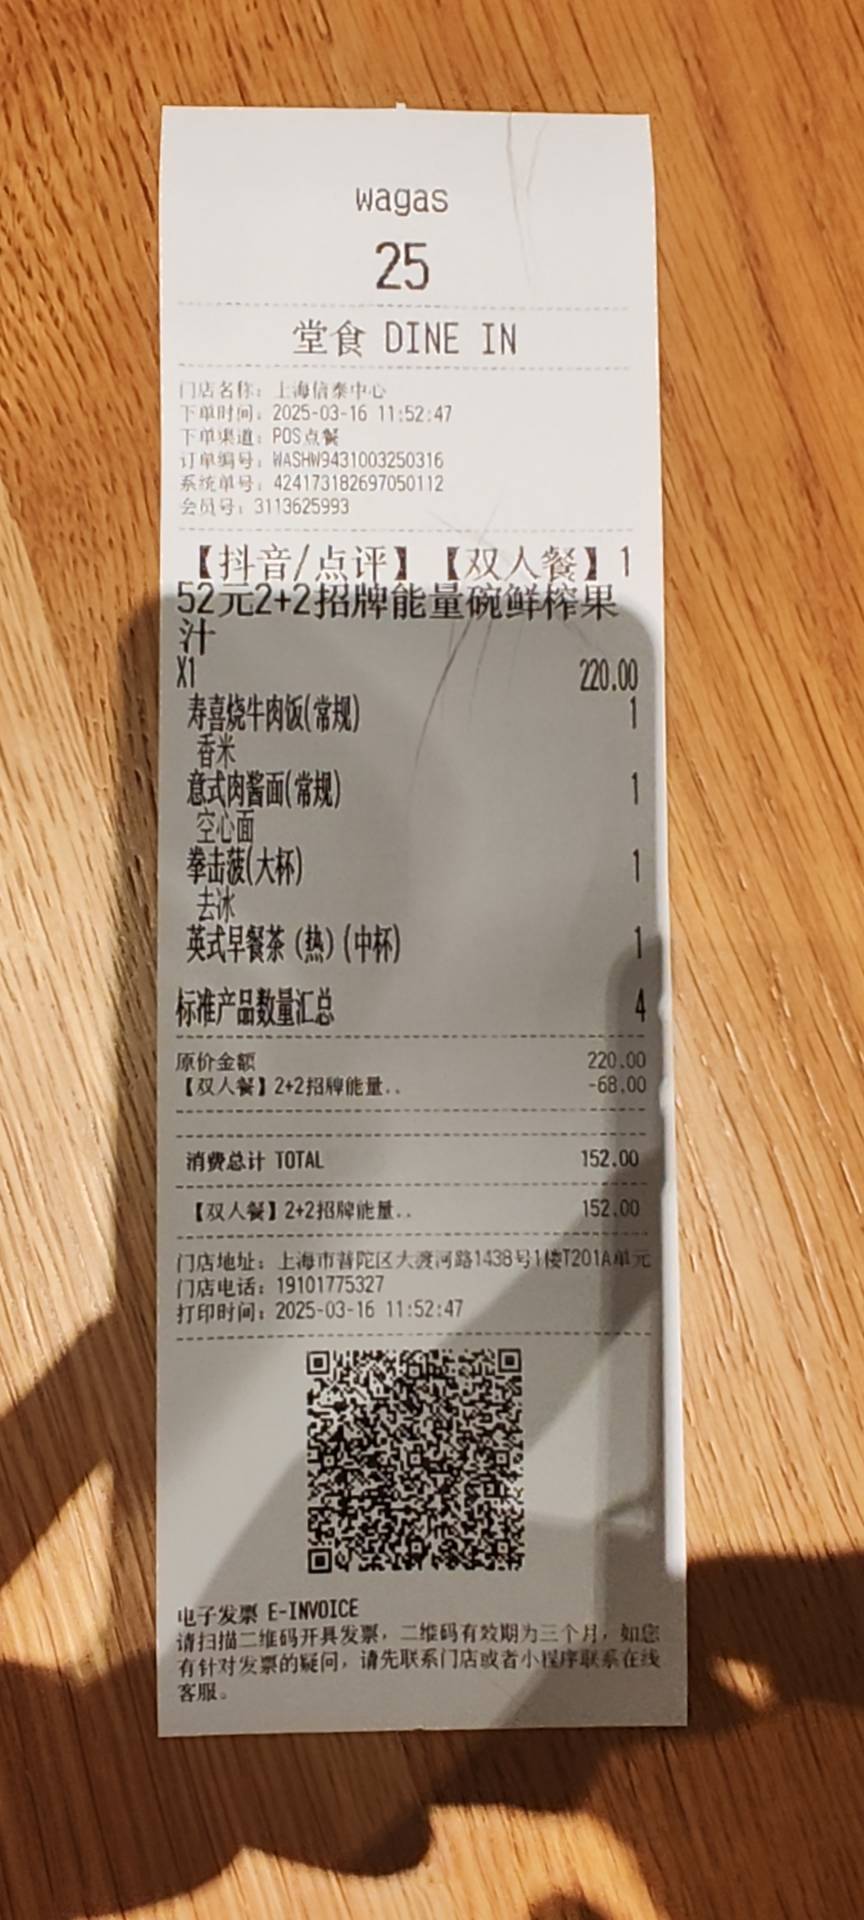 wagas
25
堂食 DINE IN
门店名称: 上海信泰中心
下单时间: 2025-03-16 11:52:47
下单渠道: POS点餐
订单编号: WASHW9431003250316
系统单号: 424173182697050112
会员号: 3113625993
【抖音/点评】【双人餐】1
52元2+2招牌能量碗鲜榨果
汁
X1 220.00
寿喜烧牛肉饭(常规) 1
香米
意式肉酱面(常规) 1
空心面
拳击菠(大杯) 1
去冰
英式早餐茶 (热) (中杯) 1
标准产品数量汇总 4
原价金额 220.00
【双人餐】2+2招牌能量.. -68.00
消费总计 TOTAL 152.00
【双人餐】2+2招牌能量.. 152.00
门店地址: 上海市普陀区大渡河路1438号1楼T201A单元
门店电话: 19101775327
打印时间: 2025-03-16 11:52:47
电子发票 E-INVOICE
请扫描二维码开具发票，二维码有效期为三个月，如您
有针对发票的疑问，请先联系门店或者小程序联系在线
客服。